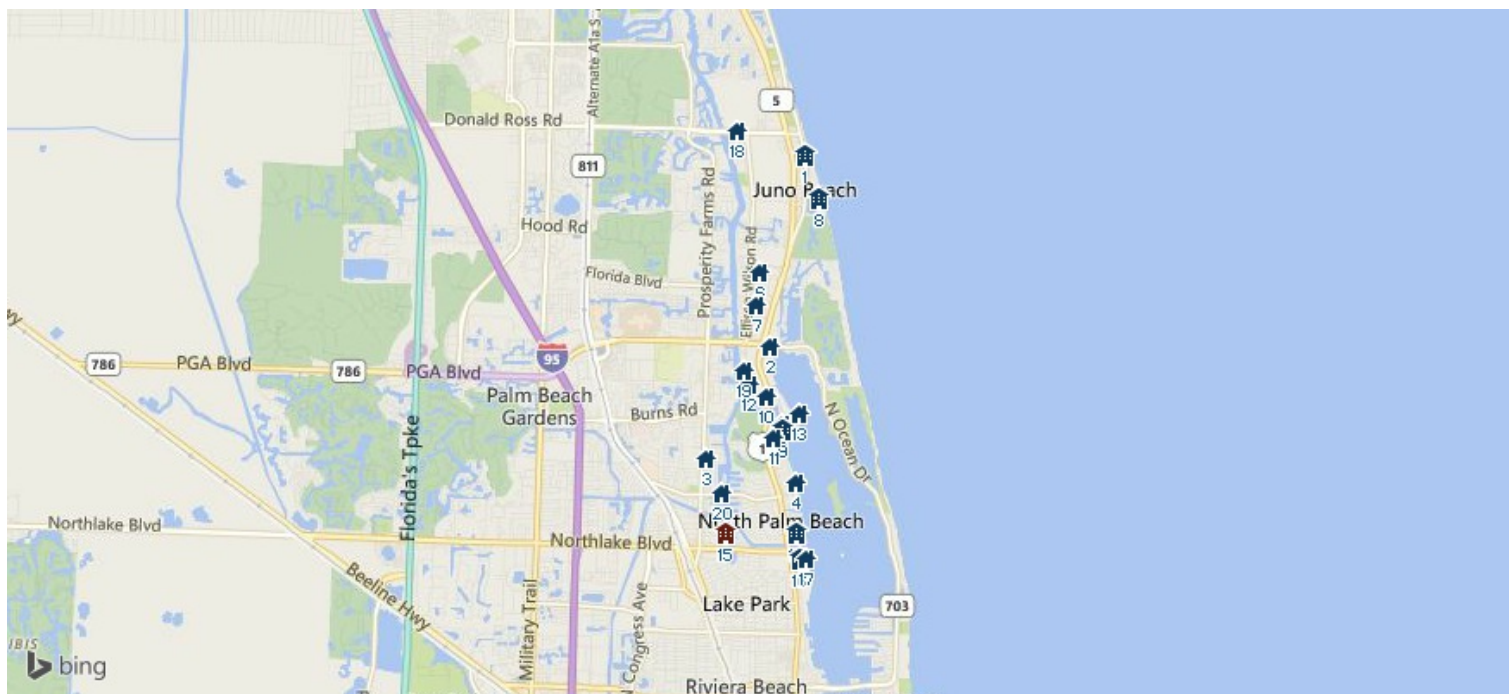 Alternate A1a S
5
Donald Ross Rd
18
811
1
Juno Beach
8
Prosperity Farms Rd
Hood Rd
Florida Blvd
7
786
PGA Blvd
786
PGA Blvd
95
2
Palm Beach
Gardens
Burns Rd
19
12
10
13
N Ocean Dr
1
9
11
Florida's Tpke
3
4
20
North Palm Beach
Northlake Blvd
Northlake Blvd
15
17
Beeline Hwy
Military Trail
N Congress Ave
Lake Park
703
IBIS
bing
Riviera Beach